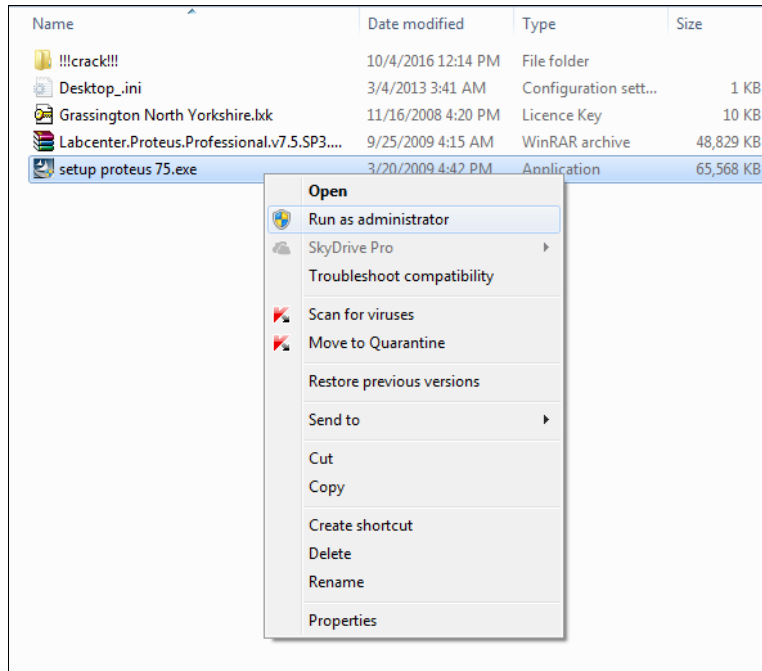 Name Date modified Type Size
!!!crack!!! 10/4/2016 12:14 PM File folder
Desktop_.ini 3/4/2013 3:41 AM Configuration sett... 1 KB
Grassington North Yorkshire.lxk 11/16/2008 4:20 PM Licence Key 10 KB
Labcenter.Proteus.Professional.v7.5.SP3.... 9/25/2009 4:15 AM WinRAR archive 48,829 KB
setup proteus 75.exe 3/20/2009 4:42 PM Application 65,568 KB
Open
Run as administrator
SkyDrive Pro
Troubleshoot compatibility
Scan for viruses
Move to Quarantine
Restore previous versions
Send to
Cut
Copy
Create shortcut
Delete
Rename
Properties